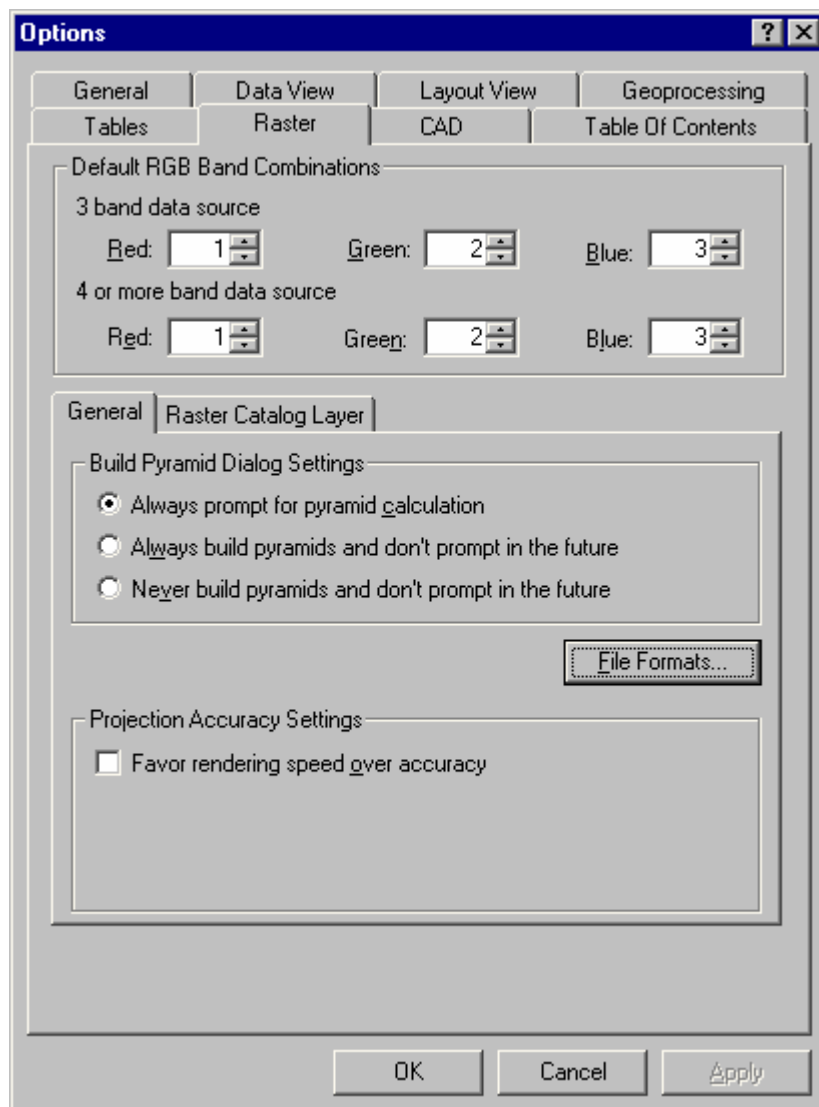 Options
General Data View Layout View Geoprocessing
Tables Raster CAD Table Of Contents
Default RGB Band Combinations
3 band data source
Red: 1 Green: 2 Blue: 3
4 or more band data source
Red: 1 Green: 2 Blue: 3
General Raster Catalog Layer
Build Pyramid Dialog Settings
Always prompt for pyramid calculation
Always build pyramids and don't prompt in the future
Never build pyramids and don't prompt in the future
File Formats...
Projection Accuracy Settings
Favor rendering speed over accuracy
OK Cancel Apply